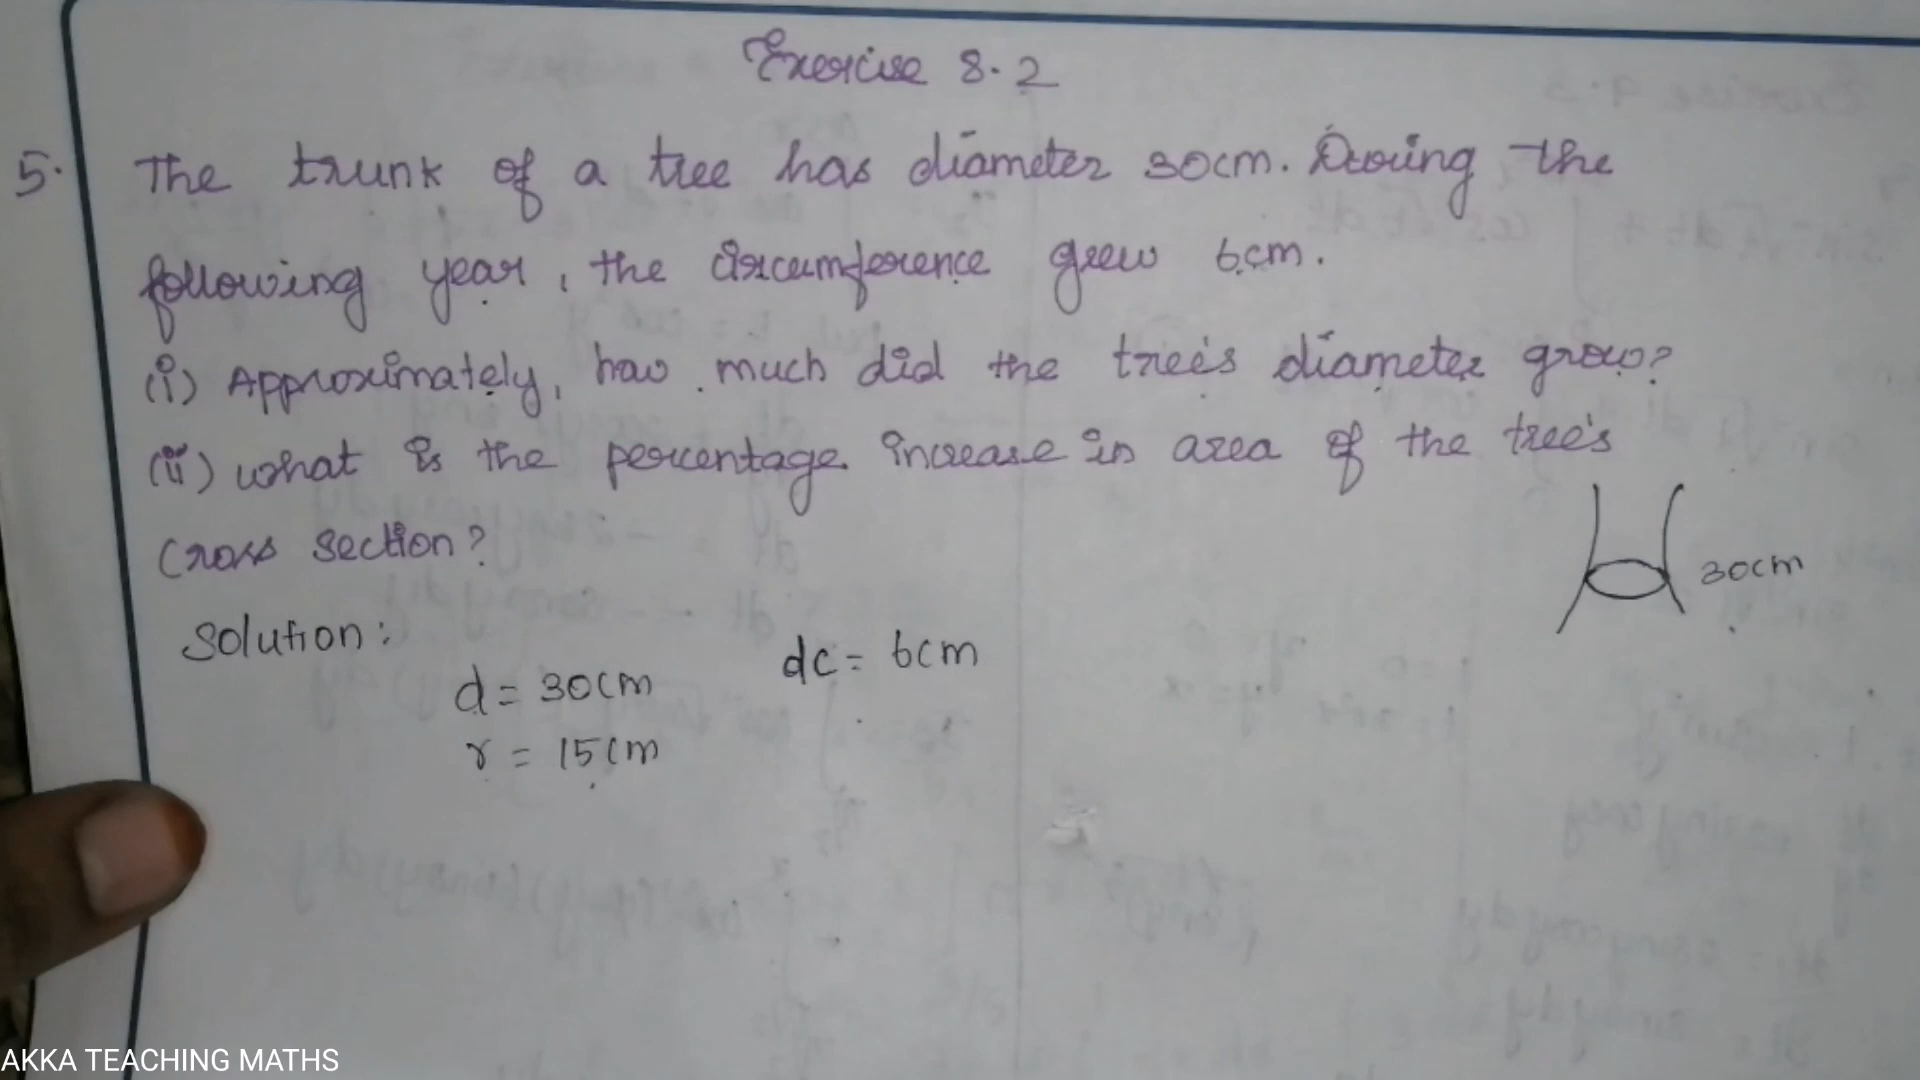 Exercise 8.2
5. The trunk of a tree has diameter 30cm. During the
following year, the circumference grew 6cm.
(i) Approximately, how much did the tree's diameter grow?
(ii) what is the percentage increase in area of the tree's
cross section?
30cm
Solution:
d = 30cm dc = 6cm
r = 15cm
AKKA TEACHING MATHS